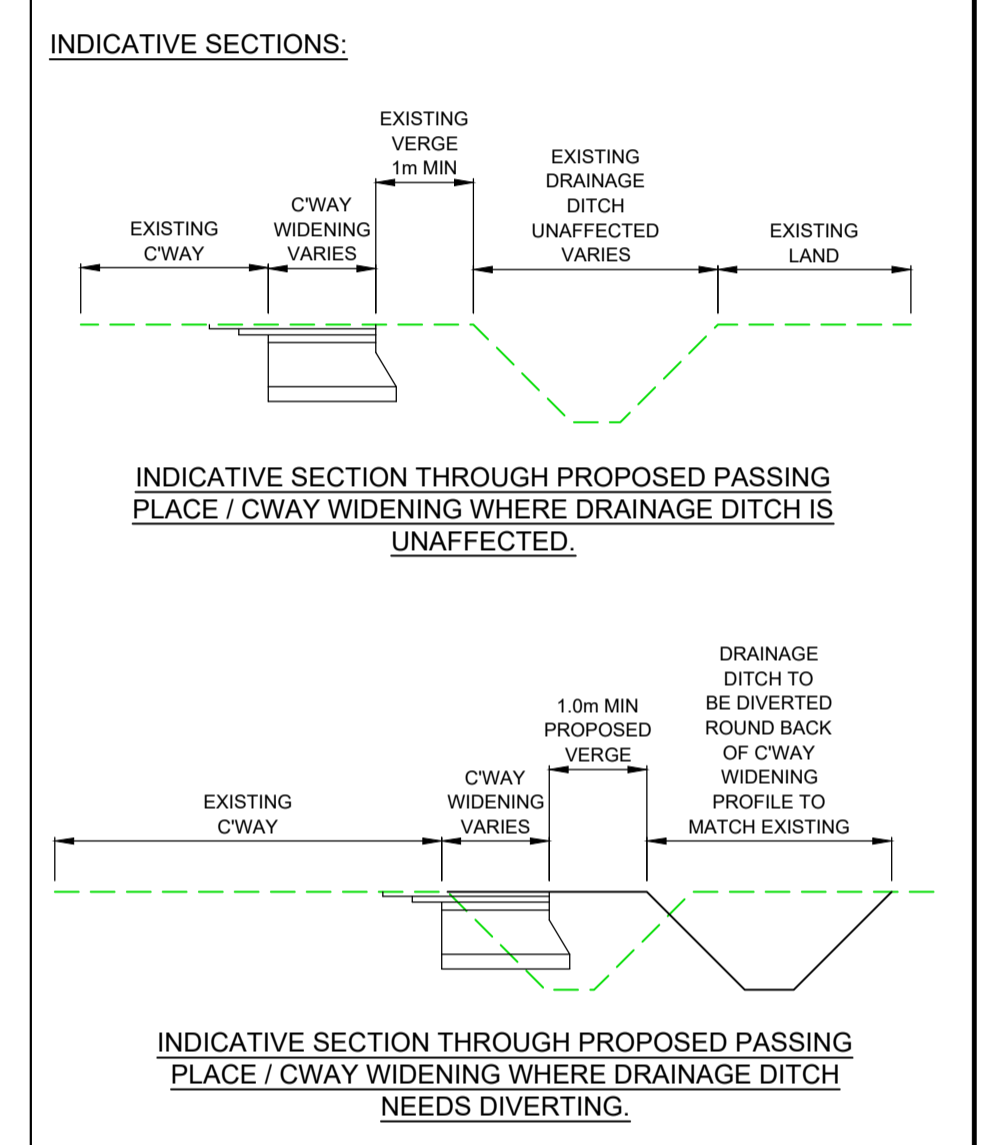 INDICATIVE SECTIONS:
EXISTING
VERGE
1m MIN
EXISTING
DRAINAGE
DITCH
UNAFFECTED
VARIES
C'WAY
WIDENING
VARIES
EXISTING
C'WAY
EXISTING
LAND
INDICATIVE SECTION THROUGH PROPOSED PASSING
PLACE / CWAY WIDENING WHERE DRAINAGE DITCH IS
UNAFFECTED.
DRAINAGE
DITCH TO
BE DIVERTED
ROUND BACK
OF C'WAY
WIDENING
PROFILE TO
MATCH EXISTING
1.0m MIN
PROPOSED
VERGE
C'WAY
WIDENING
VARIES
EXISTING
C'WAY
INDICATIVE SECTION THROUGH PROPOSED PASSING
PLACE / CWAY WIDENING WHERE DRAINAGE DITCH
NEEDS DIVERTING.